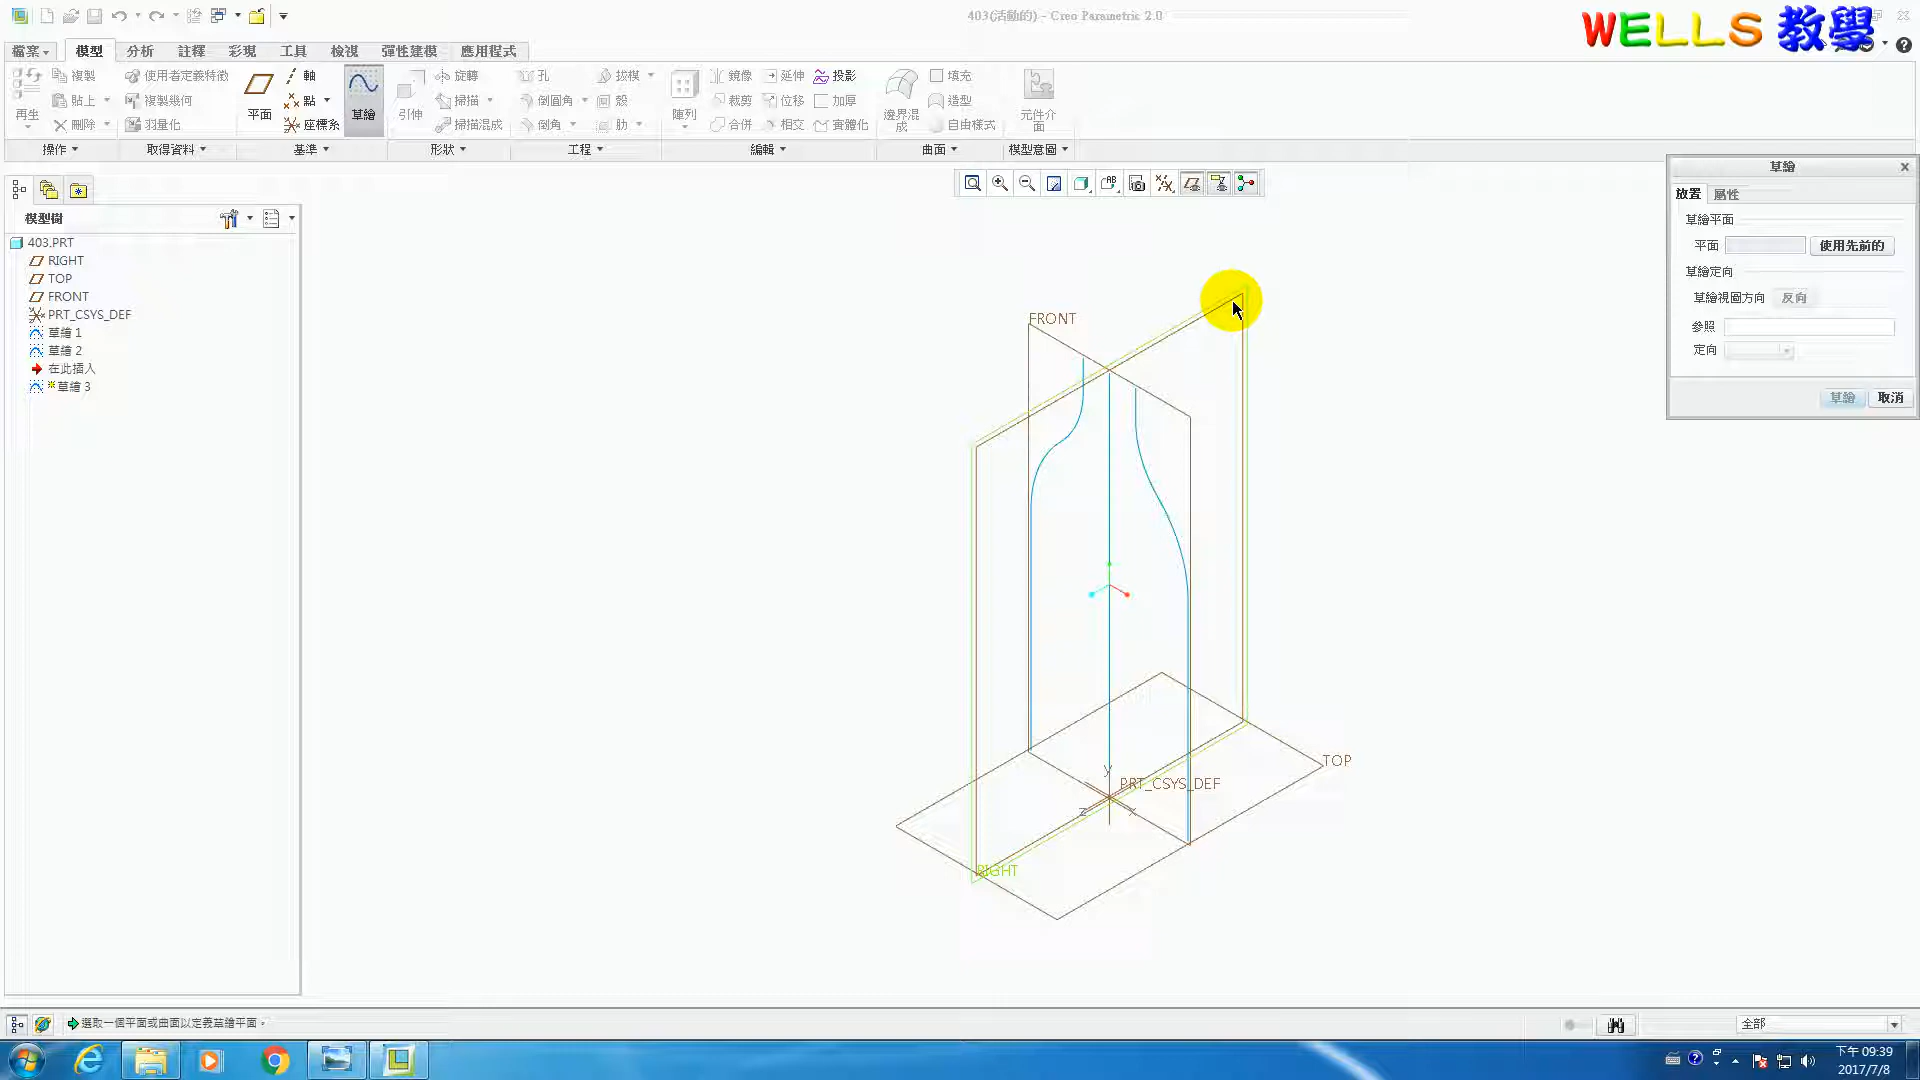 403(活動的) - Creo Parametric 2.0
WELLS 教學
檔案 模型 分析 註釋 彩現 工具 檢視 彈性建模 應用程式
再生 複製 貼上 刪除
使用者定義特徵 複製幾何 羽量化
平面 軸 點 座標系 草繪
引伸 旋轉 掃描 掃描混成
孔 倒圓角 倒角 拔模 殼 肋
陣列 鏡像 裁剪 合併 延伸 位移 相交 投影 加厚 實體化
邊界混成 填充 造型 自由樣式
元件介面
操作 取得資料 基準 形狀 工程 編輯 曲面 模型意圖
模型樹
403.PRT
RIGHT
TOP
FRONT
PRT_CSYS_DEF
草繪 1
草繪 2
在此插入
草繪 3
FRONT
TOP
y
PRT_CSYS_DEF
z
x
RIGHT
草繪
放置 屬性
草繪平面
平面 使用先前的
草繪定向
草繪視圖方向 反向
參照
定向
草繪 取消
選取一個平面或曲面以定義草繪平面。
全部
下午 09:39
2017/7/8